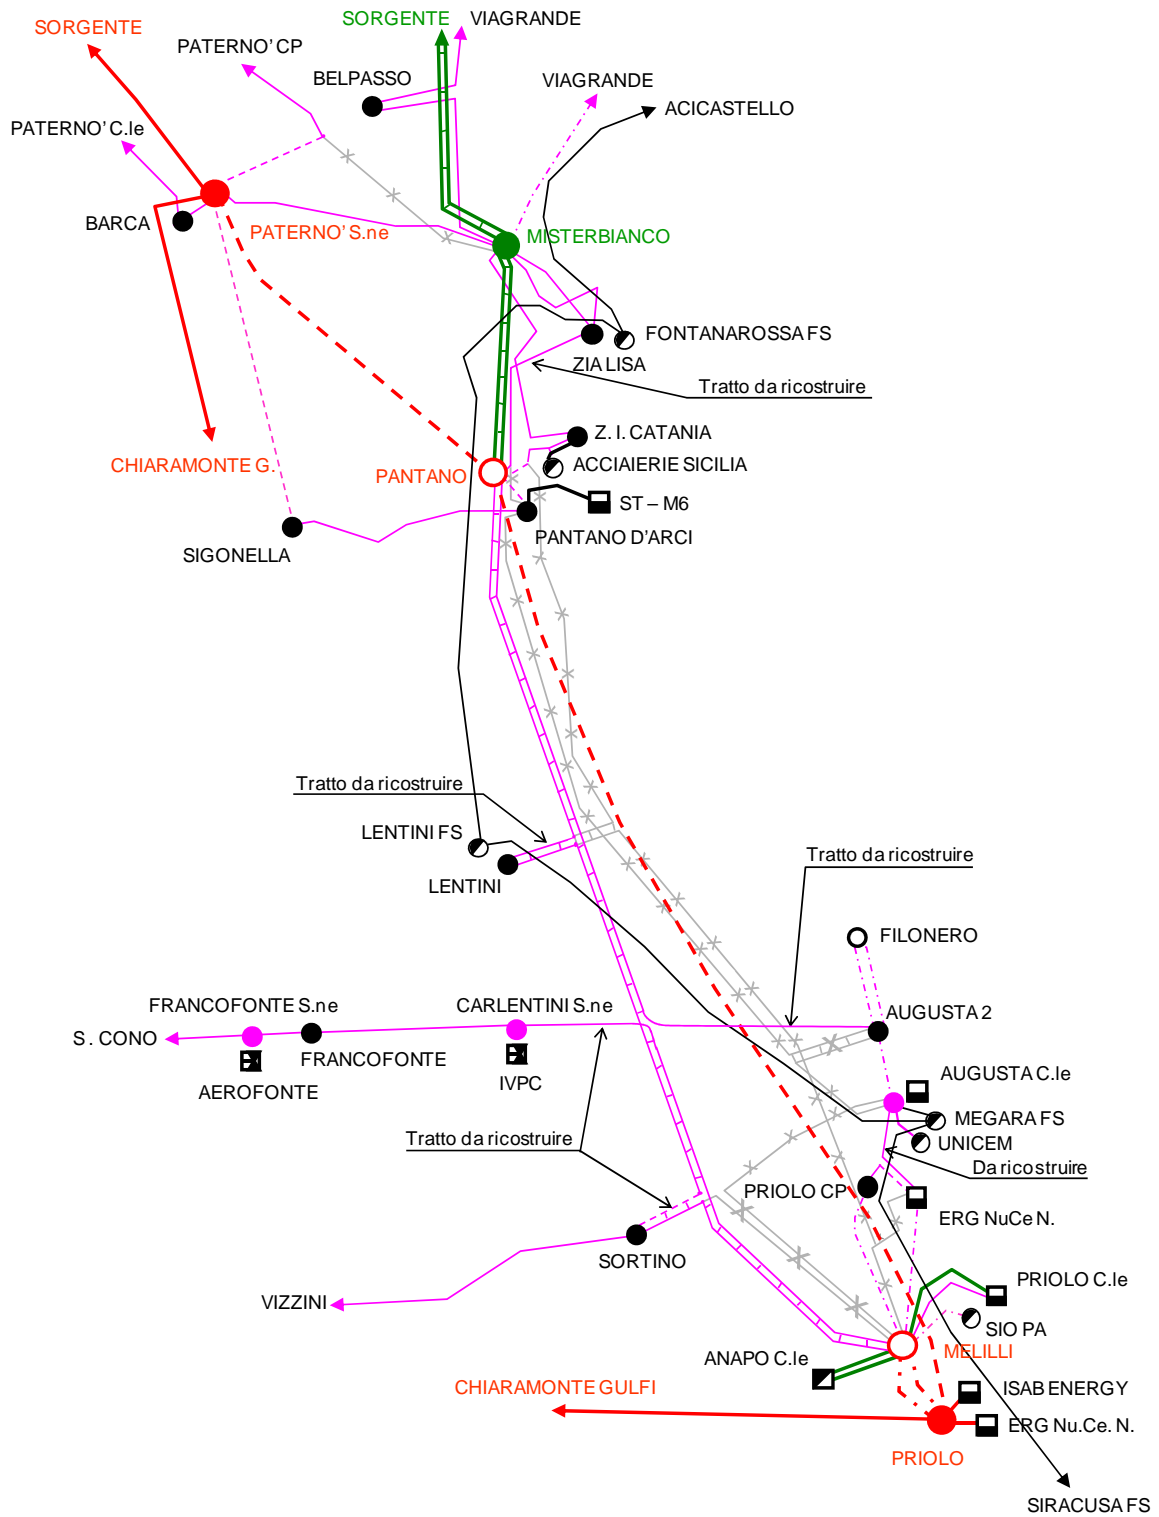 SORGENTE
VIAGRANDE
SORGENTE
PATERNO' CP
BELPASSO
VIAGRANDE
ACICASTELLO
PATERNO' C.le
BARCA
PATERNO' S.ne
MISTERBIANCO
FONTANAROSSA FS
ZIA LISA
Tratto da ricostruire
Z. I. CATANIA
CHIARAMONTE G.
PANTANO
ACCIAIERIE SICILIA
ST – M6
PANTANO D'ARCI
SIGONELLA
Tratto da ricostruire
LENTINI FS
LENTINI
Tratto da ricostruire
FILONERO
FRANCOFONTE S.ne
CARLENTINI S.ne
AUGUSTA 2
S. CONO
FRANCOFONTE
AEROFONTE
IVPC
AUGUSTA C.le
MEGARA FS
Tratto da ricostruire
UNICEM
Da ricostruire
PRIOLO CP
ERG NuCe N.
SORTINO
PRIOLO C.le
VIZZINI
SIO PA
MELILLI
ANAPO C.le
CHIARAMONTE GULFI
ISAB ENERGY
ERG Nu.Ce. N.
PRIOLO
SIRACUSA FS